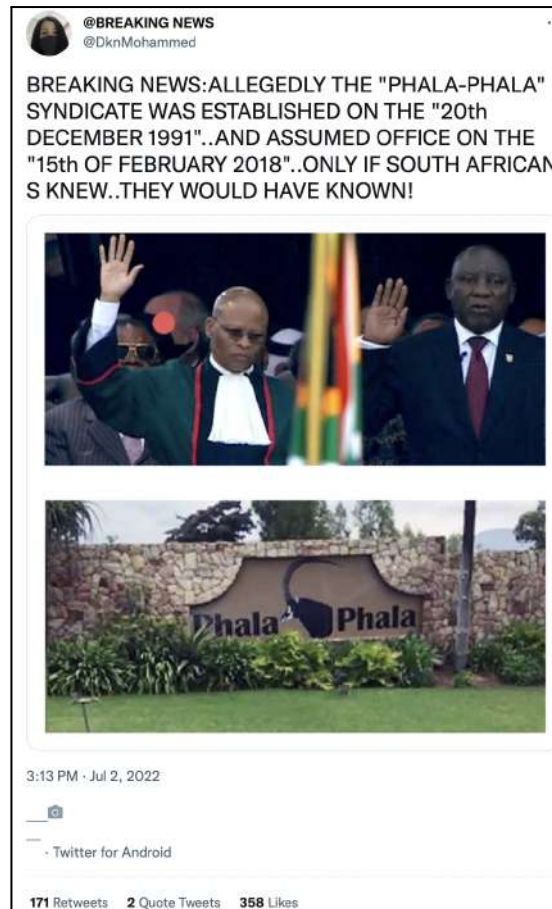 @BREAKING NEWS
@DknMohammed
BREAKING NEWS:ALLEGEDLY THE "PHALA-PHALA"
SYNDICATE WAS ESTABLISHED ON THE "20th
DECEMBER 1991"..AND ASSUMED OFFICE ON THE
"15th OF FEBRUARY 2018"..ONLY IF SOUTH AFRICAN
S KNEW..THEY WOULD HAVE KNOWN!
Phala Phala
3:13 PM · Jul 2, 2022
· Twitter for Android
171 Retweets 2 Quote Tweets 358 Likes